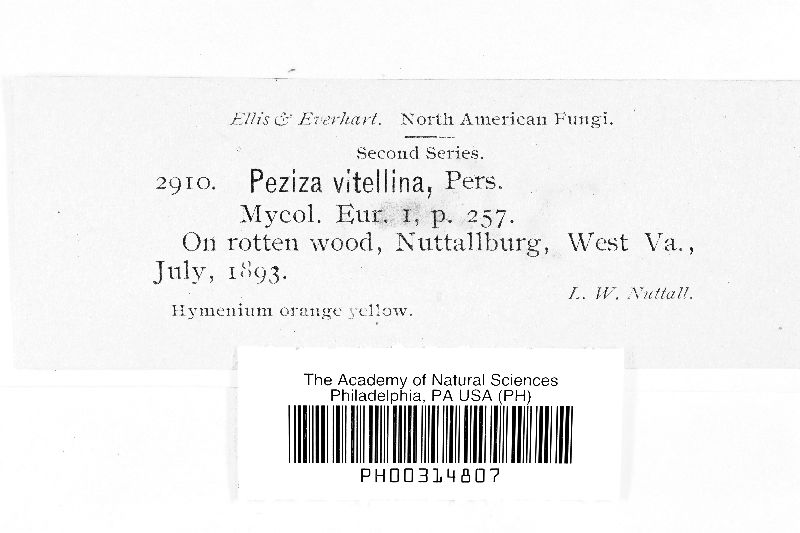 Ellis & Everhart. North American Fungi.
Second Series.
2910. Peziza vitellina, Pers.
Mycol. Eur. 1, p. 257.
On rotten wood, Nuttallburg, West Va.,
July, 1893.
L. W. Nuttall.
Hymenium orange yellow.
The Academy of Natural Sciences
Philadelphia, PA USA (PH)
PH00314807